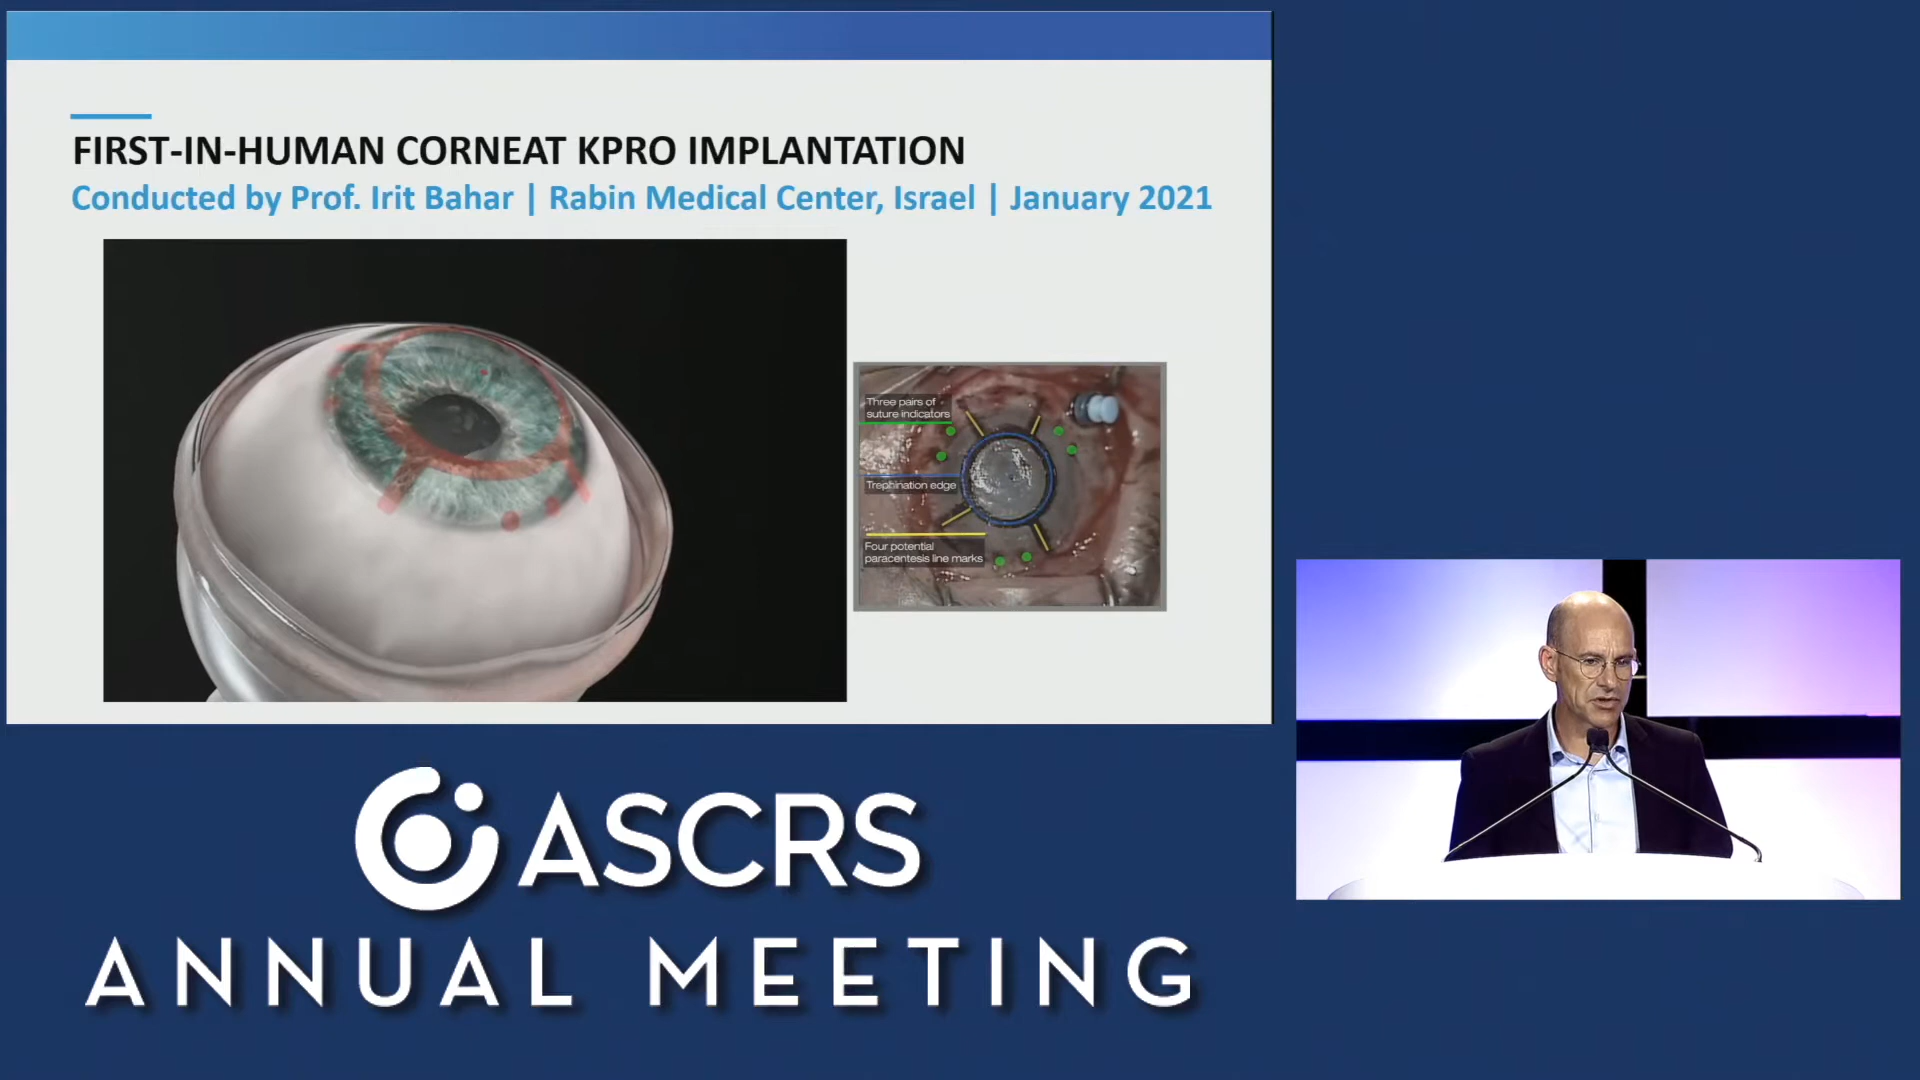 FIRST-IN-HUMAN CORNEAT KPRO IMPLANTATION
Conducted by Prof. Irit Bahar | Rabin Medical Center, Israel | January 2021
Three pairs of
suture indicators
Trephination edge
Four potential
paracentesis line marks
ASCRS
ANNUAL MEETING